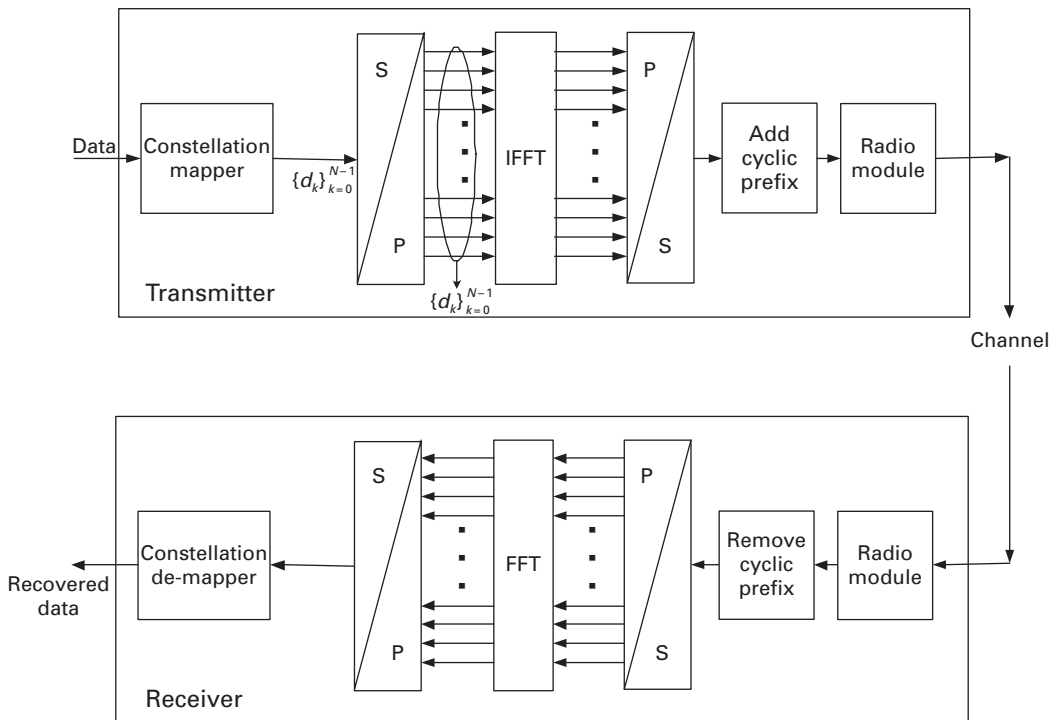 Data
Constellation
mapper
{d_k}_{k=0}^{N-1}
S
P
{d_k}_{k=0}^{N-1}
IFFT
P
S
Add
cyclic
prefix
Radio
module
Transmitter
Channel
Recovered
data
Constellation
de-mapper
S
P
FFT
P
S
Remove
cyclic
prefix
Radio
module
Receiver